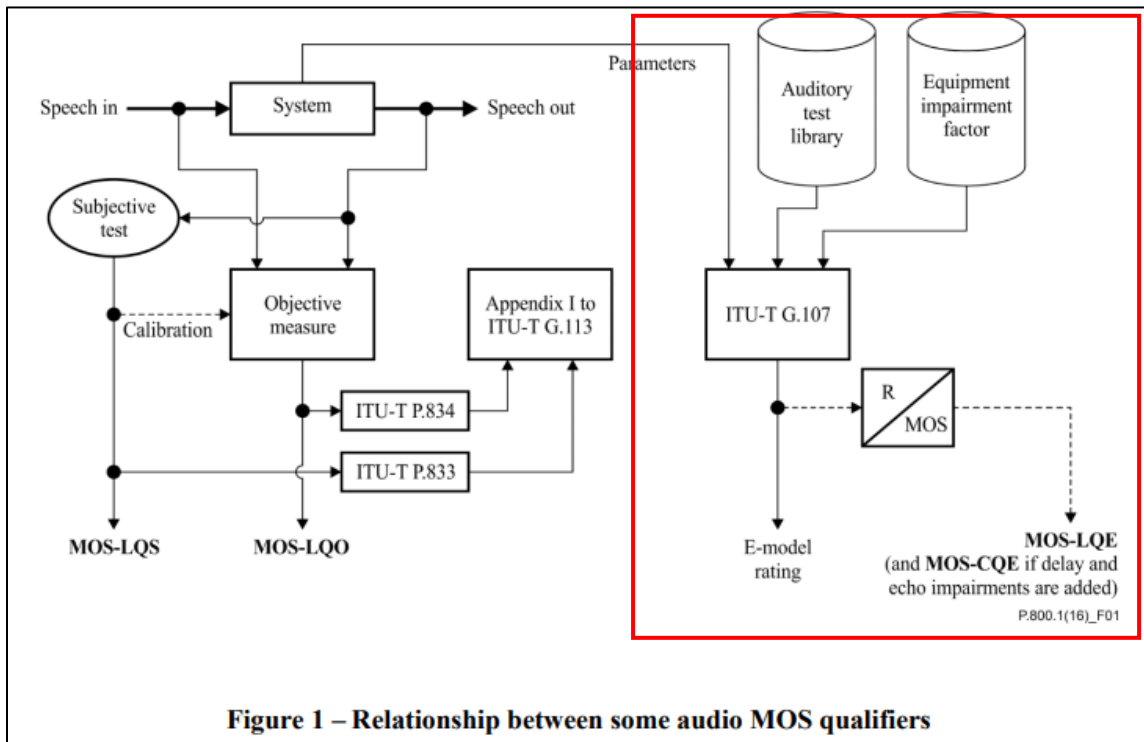 Parameters
Speech in
System
Speech out
Auditory
test
library
Equipment
impairment
factor
Subjective
test
Calibration
Objective
measure
Appendix I to
ITU-T G.113
ITU-T G.107
ITU-T P.834
ITU-T P.833
R
MOS
MOS-LQS
MOS-LQO
E-model
rating
MOS-LQE
(and MOS-CQE if delay and
echo impairments are added)
P.800.1(16)_F01
Figure 1 – Relationship between some audio MOS qualifiers